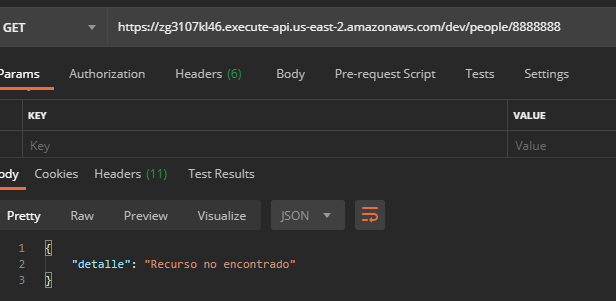 GET https://zg3107kl46.execute-api.us-east-2.amazonaws.com/dev/people/8888888
Params Authorization Headers (6) Body Pre-request Script Tests Settings
KEY VALUE
Key Value
ody Cookies Headers (11) Test Results
Pretty Raw Preview Visualize JSON
1 {
2 "detalle": "Recurso no encontrado"
3 }